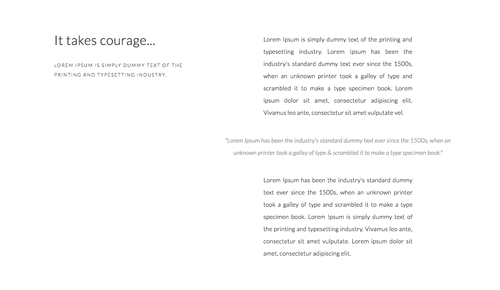 It takes courage...
LOREM IPSUM IS SIMPLY DUMMY TEXT OF THE
PRINTING AND TYPESETTING INDUSTRY.
Lorem Ipsum is simply dummy text of the printing and
typesetting industry. Lorem Ipsum has been the
industry's standard dummy text ever since the 1500s,
when an unknown printer took a galley of type and
scrambled it to make a type specimen book. Lorem
ipsum dolor sit amet, consectetur adipiscing elit.
Vivamus leo ante, consectetur sit amet vulputate vel.
"Lorem Ipsum has been the industry's standard dummy text ever since the 1500s, when an
unknown printer took a galley of type & scrambled it to make a type specimen book."
Lorem Ipsum has been the industry's standard dummy
text ever since the 1500s, when an unknown printer
took a galley of type and scrambled it to make a type
specimen book. Lorem Ipsum is simply dummy text of
the printing and typesetting industry. Vivamus leo ante,
consectetur sit amet vulputate. Lorem ipsum dolor sit
amet, consectetur adipiscing elit.